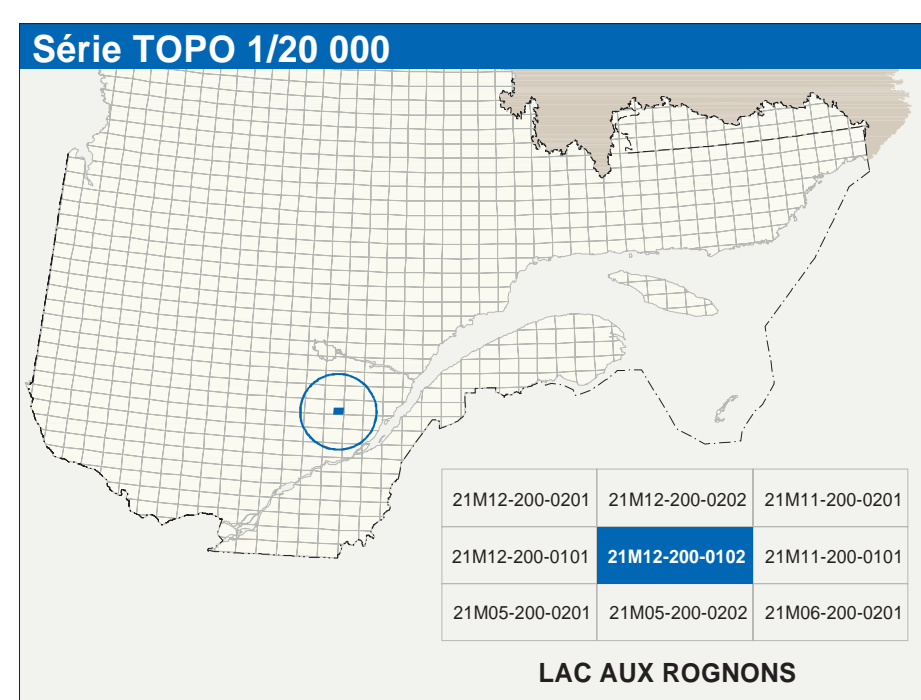 Série TOPO 1/20 000
21M12-200-0201 21M12-200-0202 21M11-200-0201
21M12-200-0101 21M12-200-0102 21M11-200-0101
21M05-200-0201 21M05-200-0202 21M06-200-0201
LAC AUX ROGNONS